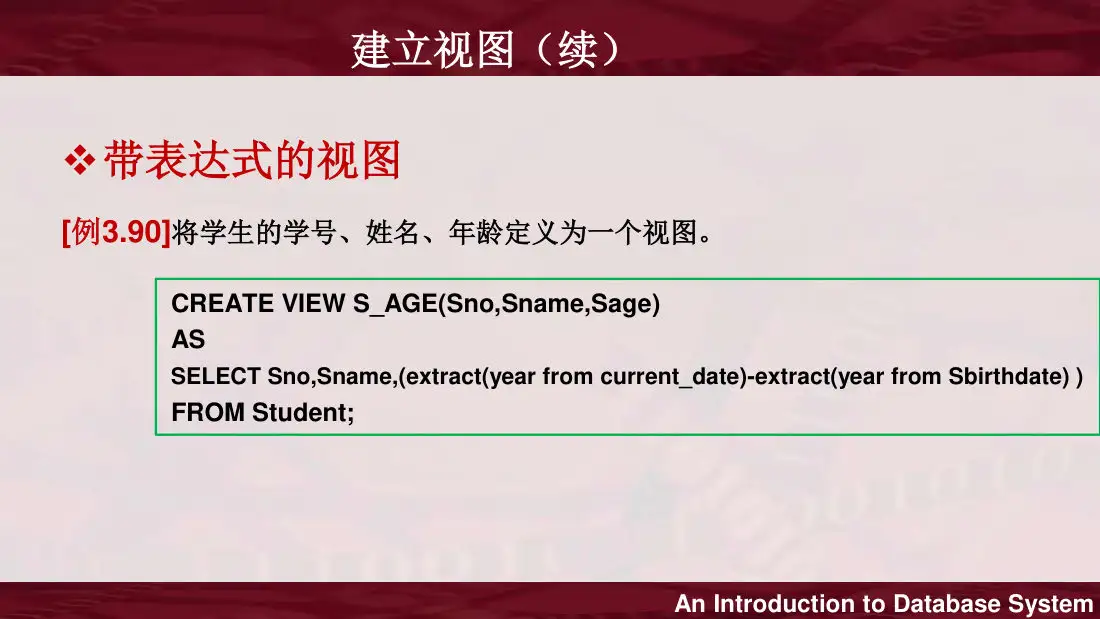 建立视图（续）
❖带表达式的视图
[例3.90]将学生的学号、姓名、年龄定义为一个视图。
CREATE VIEW S_AGE(Sno,Sname,Sage)
AS
SELECT Sno,Sname,(extract(year from current_date)-extract(year from Sbirthdate) )
FROM Student;
An Introduction to Database System